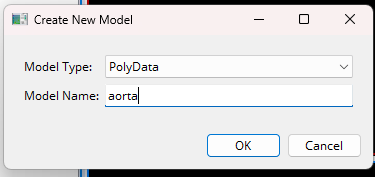 Create New Model
Model Type: PolyData
Model Name: aorta
OK Cancel